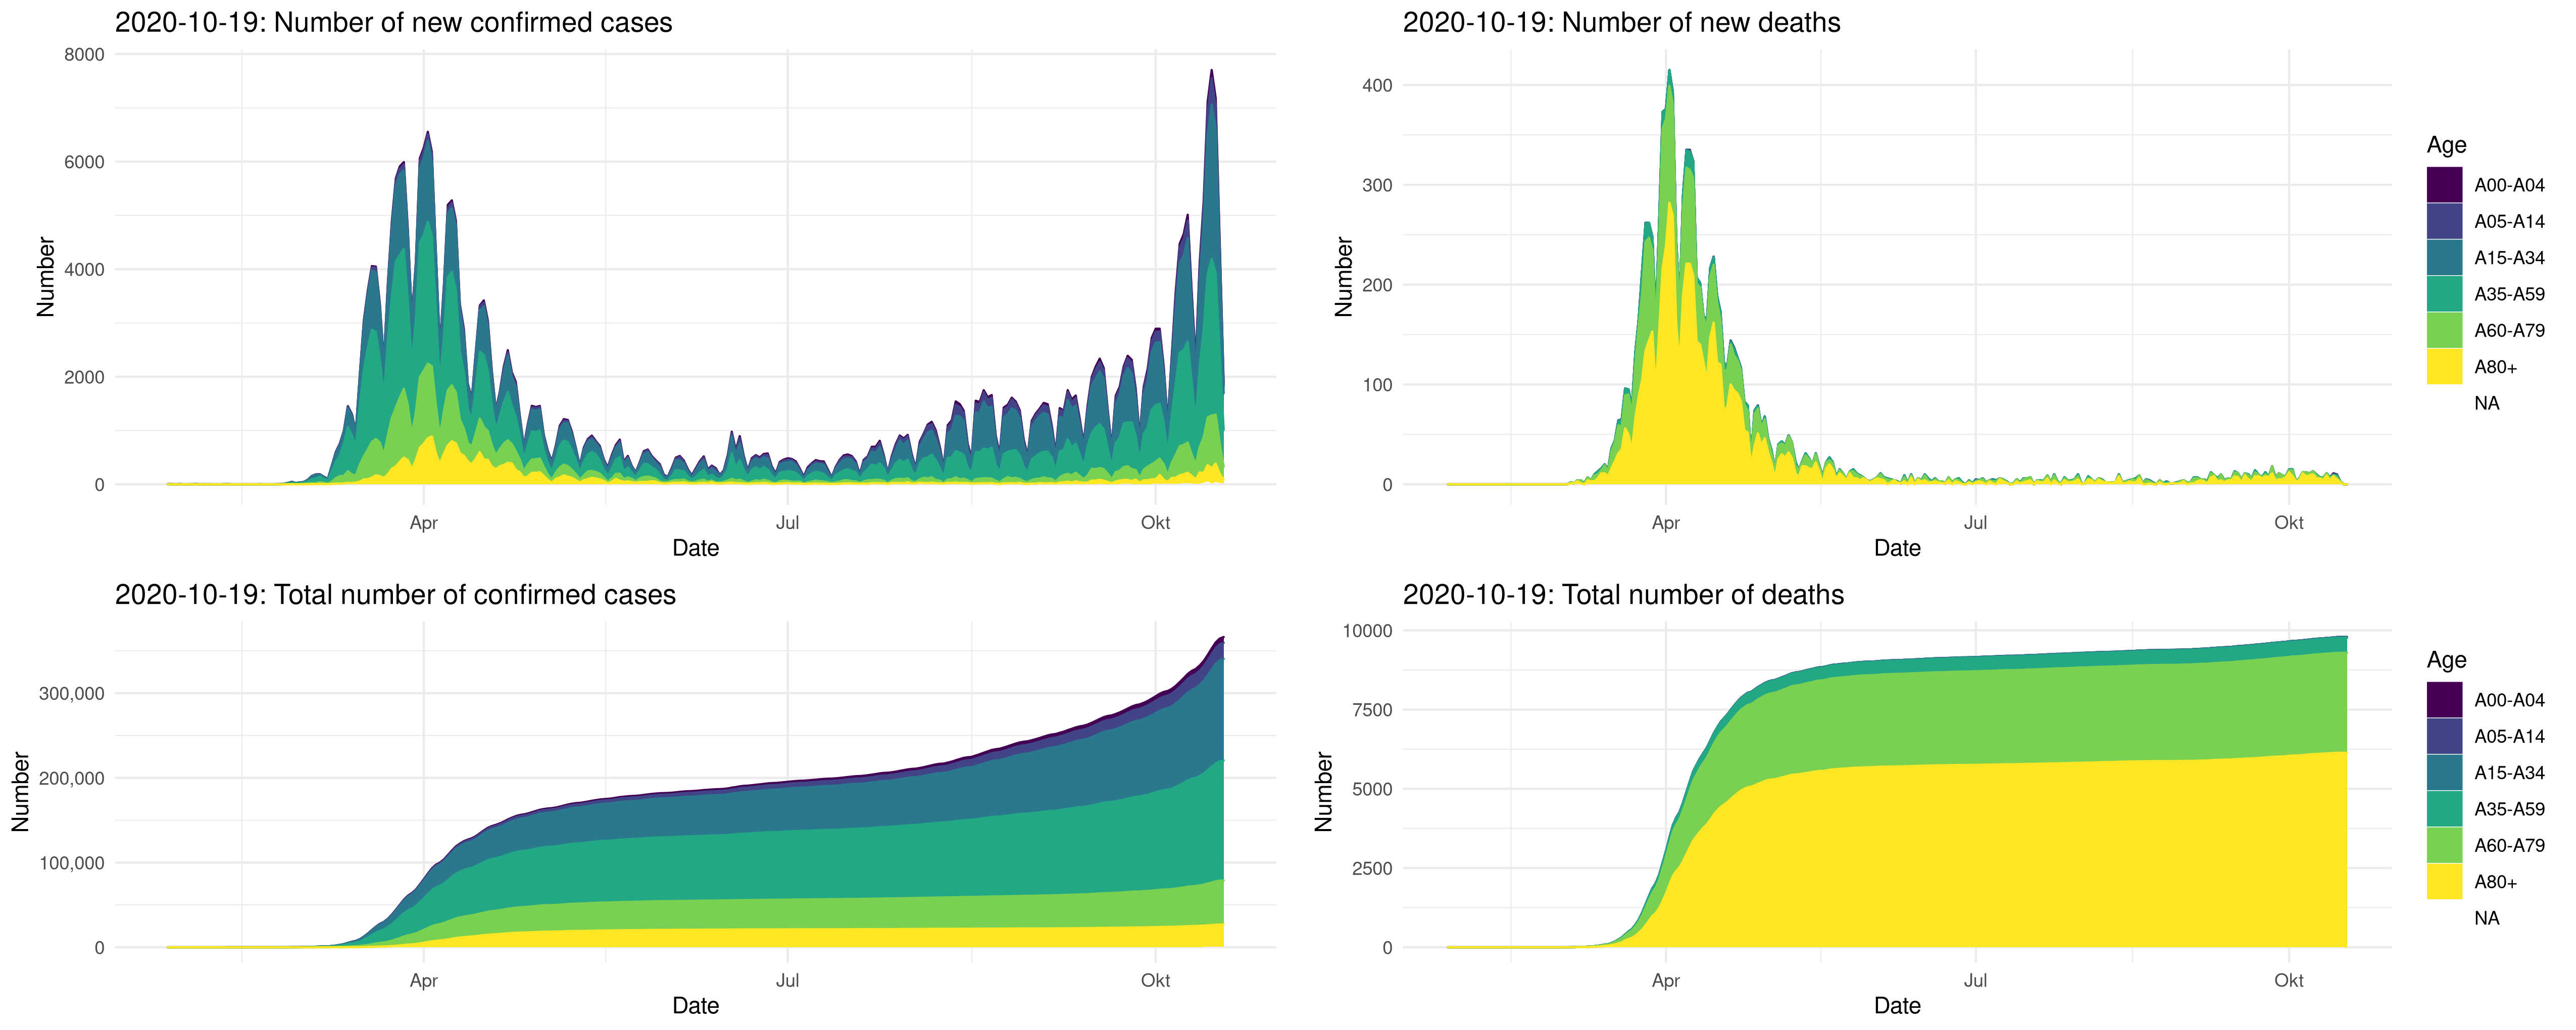 2020-10-19: Number of new confirmed cases
8000
6000
4000
2000
0
Number
Apr
Jul
Okt
Date
2020-10-19: Number of new deaths
400
300
200
100
0
Number
Apr
Jul
Okt
Date
Age
A00-A04
A05-A14
A15-A34
A35-A59
A60-A79
A80+
NA
2020-10-19: Total number of confirmed cases
300,000
200,000
100,000
0
Number
Apr
Jul
Okt
Date
2020-10-19: Total number of deaths
10000
7500
5000
2500
0
Number
Apr
Jul
Okt
Date
Age
A00-A04
A05-A14
A15-A34
A35-A59
A60-A79
A80+
NA